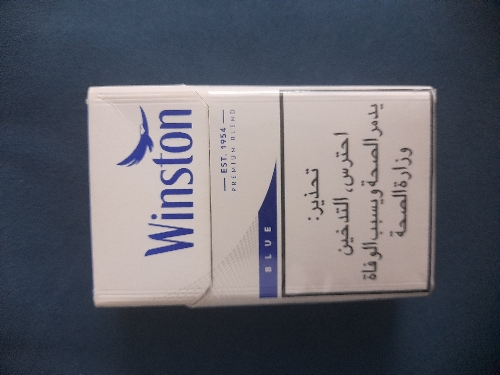 Winston
EST. 1954
PREMIUM BLEND
BLUE
تحذير:
احترس، التدخين
يدمر الصحة ويسبب الوفاة
وزارة الصحة